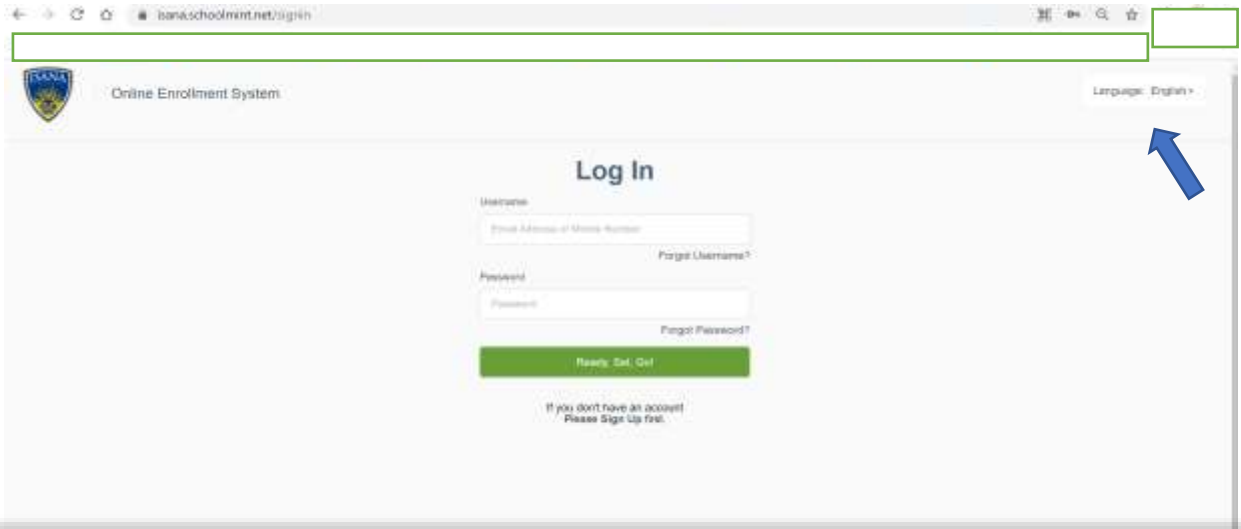 isana.schoolmint.net/signin
ISANA
Online Enrollment System
Language: English
Log In
Username
Email Address or Mobile Number
Forgot Username?
Password
Password
Forgot Password?
Ready, Set, Go!
If you don't have an account
Please Sign Up first.